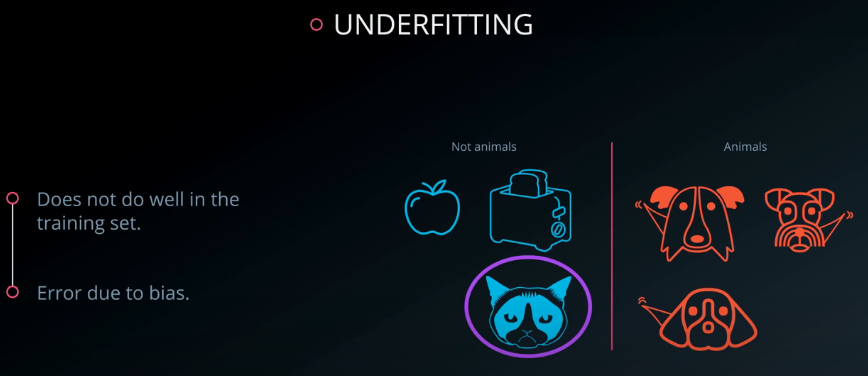 UNDERFITTING
Does not do well in the
training set.
Error due to bias.
Not animals
Animals